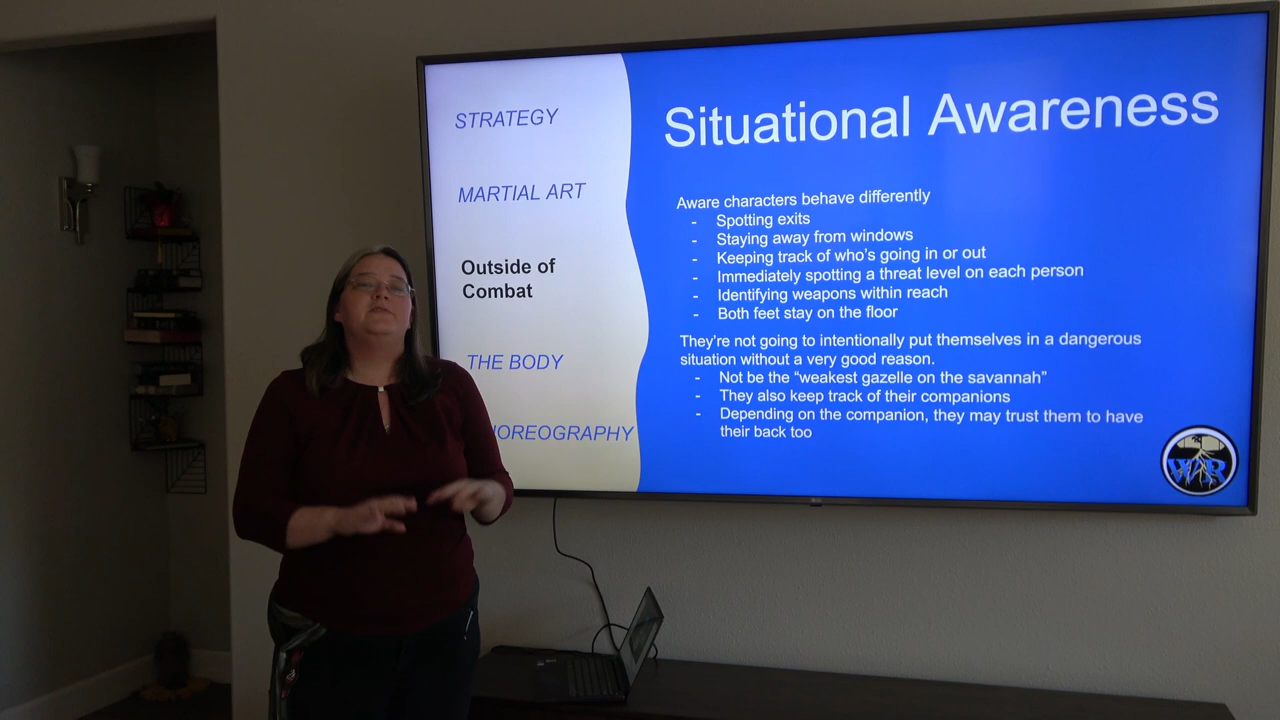 STRATEGY
MARTIAL ART
Outside of
Combat
THE BODY
HOREOGRAPHY
Situational Awareness
Aware characters behave differently
- Spotting exits
- Staying away from windows
- Keeping track of who's going in or out
- Immediately spotting a threat level on each person
- Identifying weapons within reach
- Both feet stay on the floor
They're not going to intentionally put themselves in a dangerous
situation without a very good reason.
- Not be the “weakest gazelle on the savannah”
- They also keep track of their companions
- Depending on the companion, they may trust them to have
their back too
WR